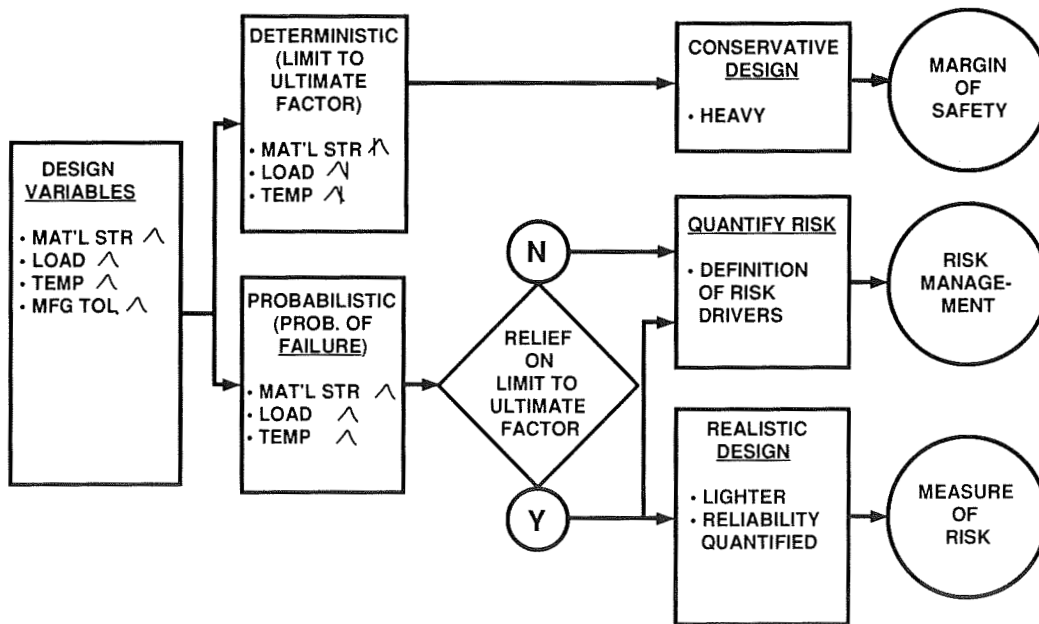 DESIGN
VARIABLES
• MAT'L STR
• LOAD
• TEMP
• MFG TOL
DETERMINISTIC
(LIMIT TO
ULTIMATE
FACTOR)
• MAT'L STR
• LOAD
• TEMP
PROBABILISTIC
(PROB. OF
FAILURE)
• MAT'L STR
• LOAD
• TEMP
N
RELIEF
ON
LIMIT TO
ULTIMATE
FACTOR
Y
CONSERVATIVE
DESIGN
• HEAVY
MARGIN
OF
SAFETY
QUANTIFY RISK
• DEFINITION
OF RISK
DRIVERS
RISK
MANAGE-
MENT
REALISTIC
DESIGN
• LIGHTER
• RELIABILITY
QUANTIFIED
MEASURE
OF
RISK